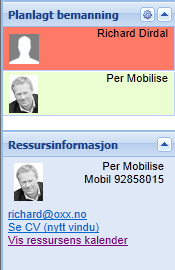 Planlagt bemanning
Richard Dirdal
Per Mobilise
Ressursinformasjon
Per Mobilise
Mobil 92858015
richard@oxx.no
Se CV (nytt vindu)
Vis ressursens kalender